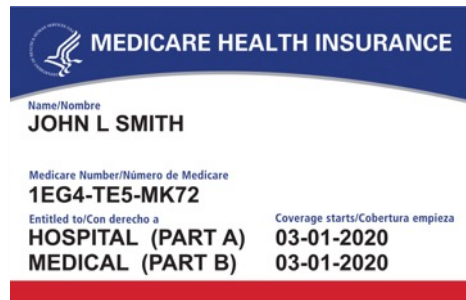 MEDICARE HEALTH INSURANCE
Name/Nombre
JOHN L SMITH
Medicare Number/Número de Medicare
1EG4-TE5-MK72
Entitled to/Con derecho a Coverage starts/Cobertura empieza
HOSPITAL (PART A) 03-01-2020
MEDICAL (PART B) 03-01-2020